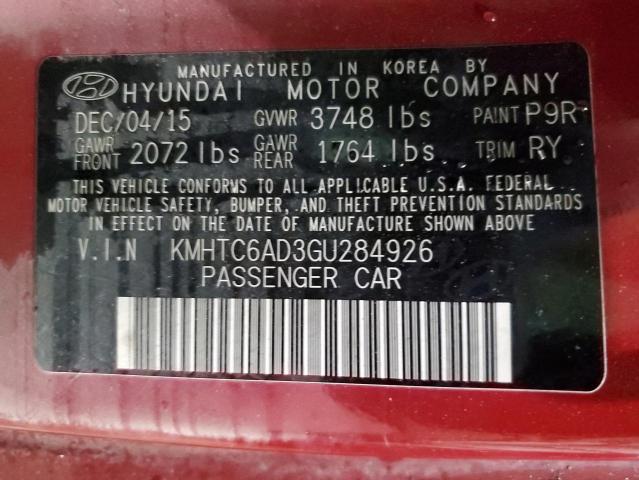 MANUFACTURED IN KOREA BY
HYUNDAI MOTOR COMPANY
DEC/04/15 GVWR 3748 lbs PAINT P9R
GAWR FRONT 2072 lbs GAWR REAR 1764 lbs TRIM RY
THIS VEHICLE CONFORMS TO ALL APPLICABLE U.S.A. FEDERAL
MOTOR VEHICLE SAFETY, BUMPER, AND THEFT PREVENTION STANDARDS
IN EFFECT ON THE DATE OF MANUFACTURE SHOWN ABOVE
V.I.N KMHTC6AD3GU284926
PASSENGER CAR